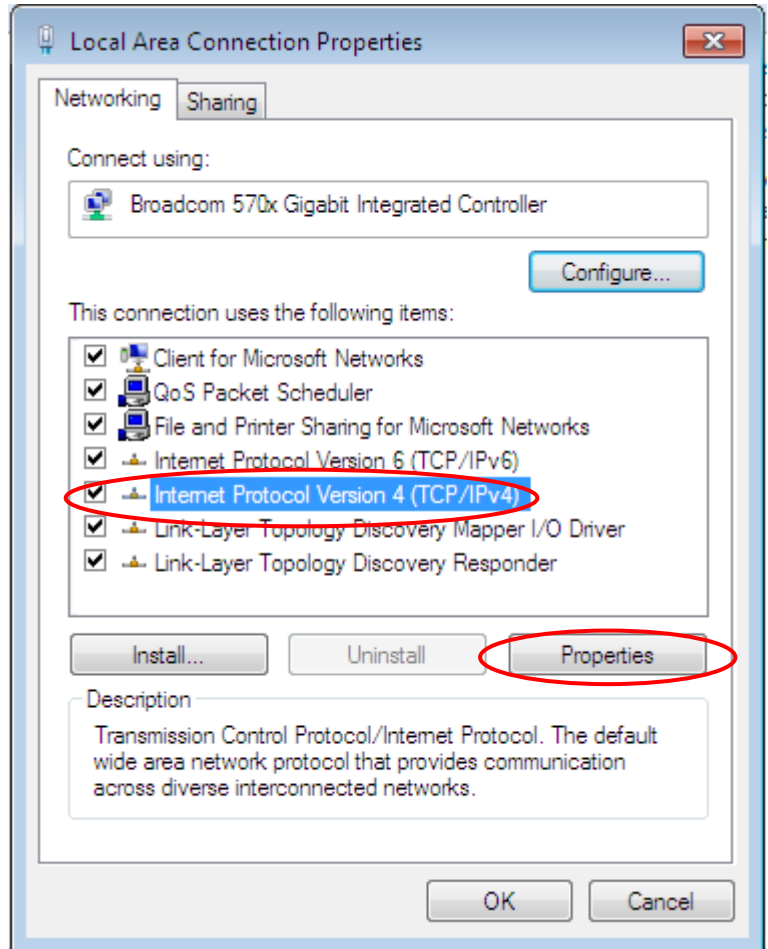 Local Area Connection Properties
Networking
Sharing
Connect using:
Broadcom 570x Gigabit Integrated Controller
Configure...
This connection uses the following items:
Client for Microsoft Networks
QoS Packet Scheduler
File and Printer Sharing for Microsoft Networks
Internet Protocol Version 6 (TCP/IPv6)
Internet Protocol Version 4 (TCP/IPv4)
Link-Layer Topology Discovery Mapper I/O Driver
Link-Layer Topology Discovery Responder
Install...
Uninstall
Properties
Description
Transmission Control Protocol/Internet Protocol. The default
wide area network protocol that provides communication
across diverse interconnected networks.
OK
Cancel